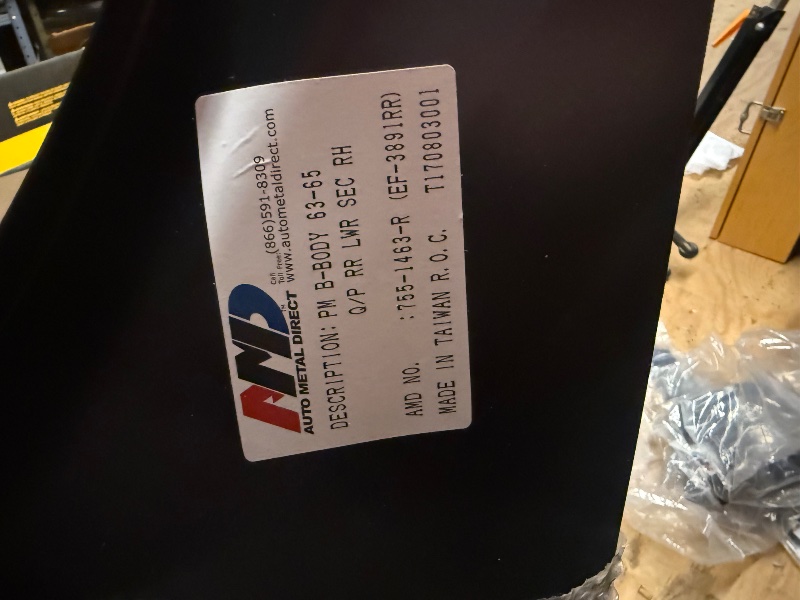 AMD
AUTO METAL DIRECT
Call Toll Free: (866)591-8309
www.autometaldirect.com
DESCRIPTION: PM B-BODY 63-65
Q/P RR LWR SEC RH
AMD NO. :755-1463-R (EF-3891RR)
MADE IN TAIWAN R.O.C. T170803001